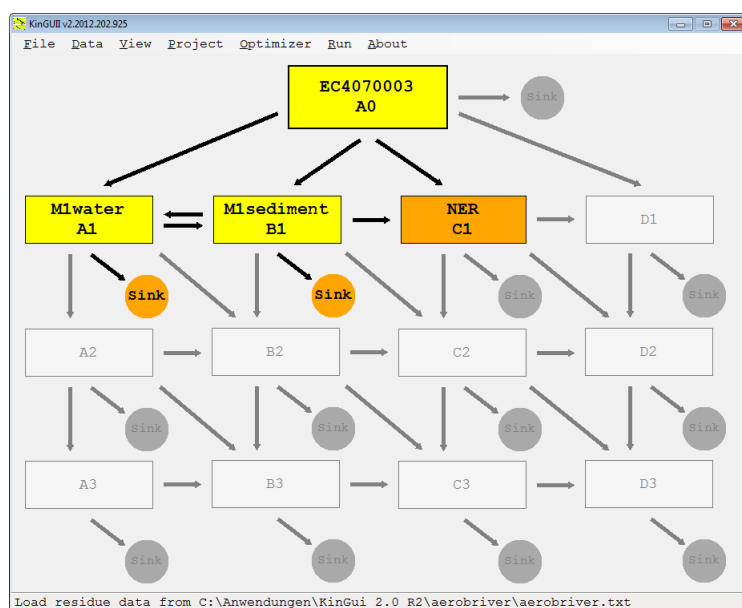 KinGUII v2.2012.202.925
File Data View Project Optimizer Run About
EC4070003
A0
Sink
M1water
A1
M1sediment
B1
NER
C1
D1
Sink
Sink
Sink
Sink
A2
B2
C2
D2
Sink
Sink
Sink
Sink
A3
B3
C3
D3
Sink
Sink
Sink
Sink
Load residue data from C:\Anwendungen\KinGui 2.0 R2\aerobriver\aerobriver.txt